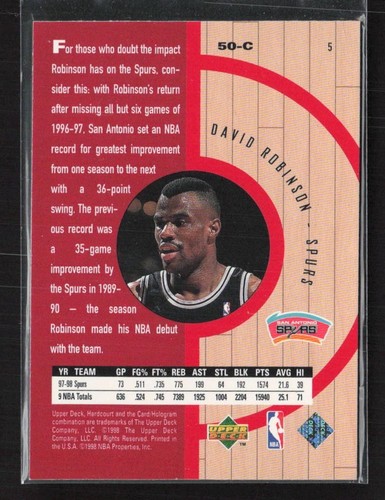 50-C
5
For those who doubt the impact
Robinson has on the Spurs, con-
sider this: with Robinson's return
after missing all but six games of
1996-97, San Antonio set an NBA
record for greatest improvement
from one season to the next
with a 36-point
swing. The previ-
ous record was
a 35-game
improvement by
the Spurs in 1989-
90 — the season
Robinson made his NBA debut
with the team.
DAVID ROBINSON - SPURS
SAN ANTONIO
SPURS
YR TEAM GP FG% FT% REB AST STL BLK PTS AVG HI
97-98 Spurs 73 .511 .735 775 199 64 192 1574 21.6 39
9 NBA Totals 636 .524 .745 7389 1925 1004 2294 15940 25.1 71
Upper Deck, Hardcourt and the Card/Hologram
combination are trademarks of The Upper Deck
Company, LLC. ©1998 The Upper Deck
Company, LLC. All Rights Reserved. Printed in
the U.S.A. ©1998 NBA Properties, Inc.
UPPER
DECK
TM
NBA